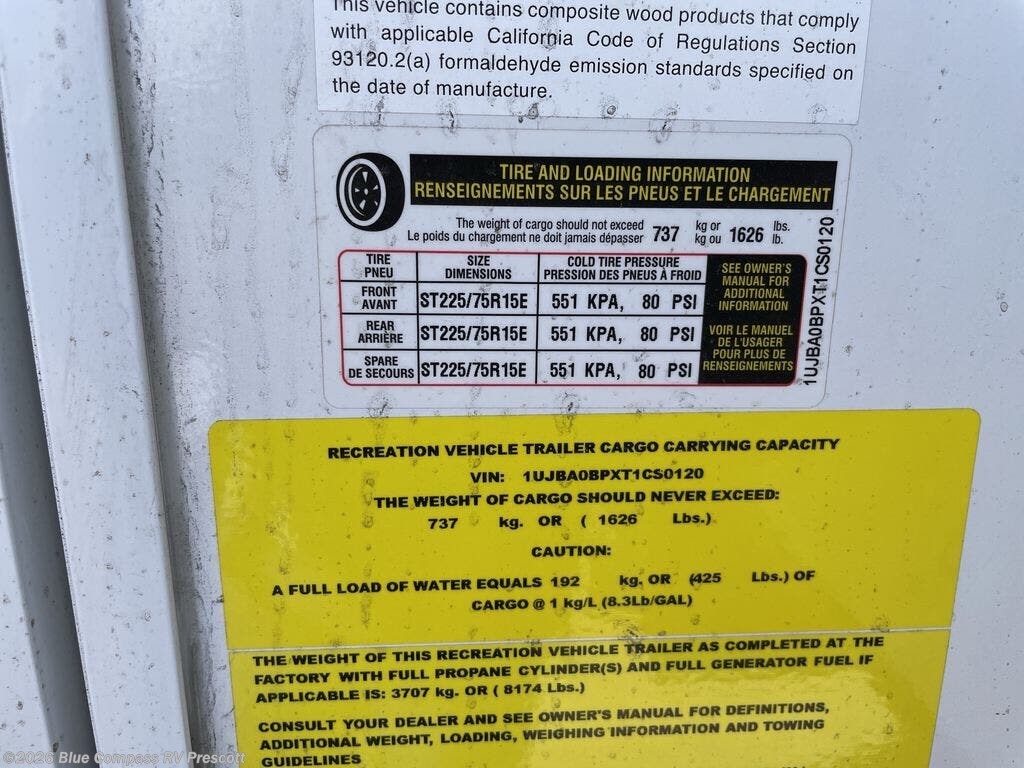 This vehicle contains composite wood products that comply
with applicable California Code of Regulations Section
93120.2(a) formaldehyde emission standards specified on
the date of manufacture.
TIRE AND LOADING INFORMATION
RENSEIGNEMENTS SUR LES PNEUS ET LE CHARGEMENT
The weight of cargo should not exceed 737 kg or 1626 lbs.
Le poids du chargement ne doit jamais dépasser kg ou lb.
TIRE SIZE COLD TIRE PRESSURE
PNEU DIMENSIONS PRESSION DES PNEUS À FROID
FRONT
AVANT ST225/75R15E 551 KPA, 80 PSI
REAR
ARRIÈRE ST225/75R15E 551 KPA, 80 PSI
SPARE
DE SECOURS ST225/75R15E 551 KPA, 80 PSI
SEE OWNER'S
MANUAL FOR
ADDITIONAL
INFORMATION
VOIR LE MANUEL
DE L'USAGER
POUR PLUS DE
RENSEIGNEMENTS
1UJBA0BPXT1CS0120
RECREATION VEHICLE TRAILER CARGO CARRYING CAPACITY
VIN: 1UJBA0BPXT1CS0120
THE WEIGHT OF CARGO SHOULD NEVER EXCEED:
737 kg. OR ( 1626 Lbs.)
CAUTION:
A FULL LOAD OF WATER EQUALS 192 kg. OR (425 Lbs.) OF
CARGO @ 1 kg/L (8.3Lb/GAL)
THE WEIGHT OF THIS RECREATION VEHICLE TRAILER AS COMPLETED AT THE
FACTORY WITH FULL PROPANE CYLINDER(S) AND FULL GENERATOR FUEL IF
APPLICABLE IS: 3707 kg. OR ( 8174 Lbs.)
CONSULT YOUR DEALER AND SEE OWNER'S MANUAL FOR DEFINITIONS,
ADDITIONAL WEIGHT, LOADING, WEIGHING INFORMATION AND TOWING
GUIDELINES
Blue Compass RV Prescott